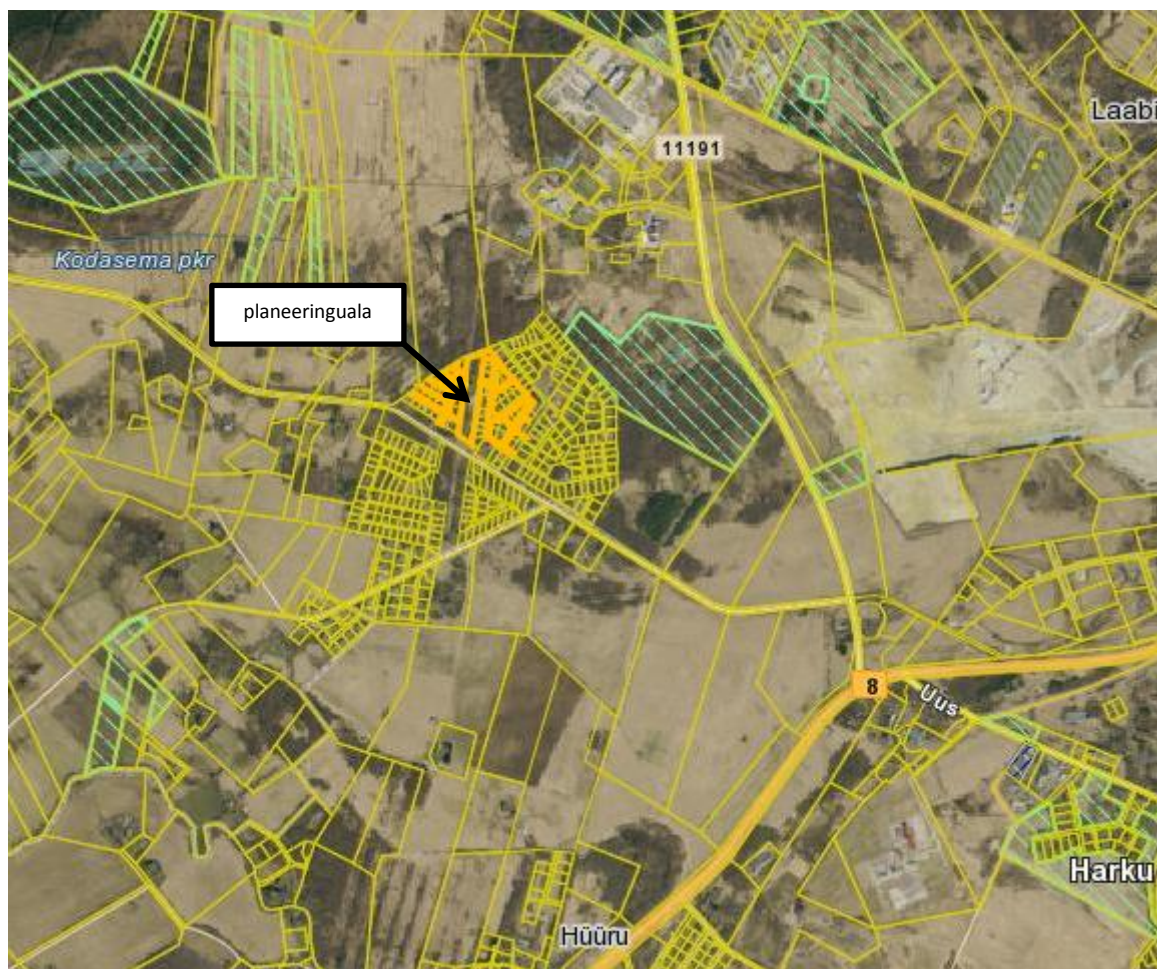 Laabi
11191
Kodasema pkr
planeeringuala
8
Uus
Harku
Hüüru